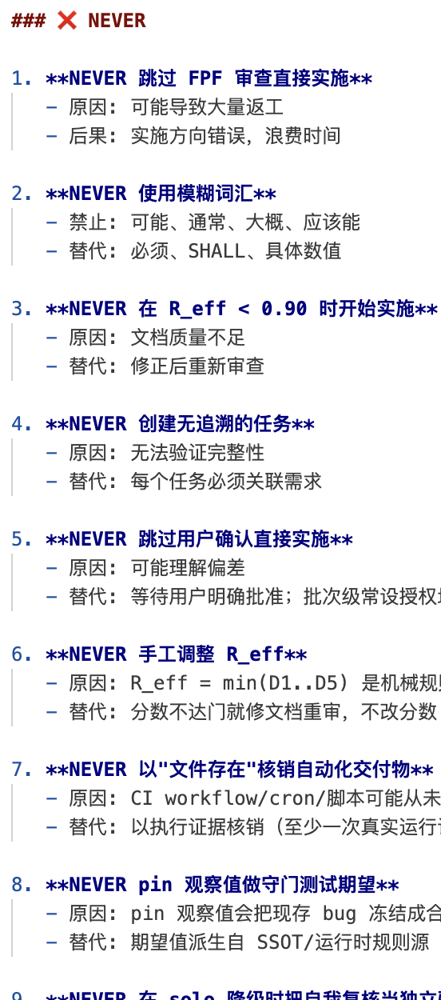 ### ❌ NEVER
1. **NEVER 跳过 FPF 审查直接实施**
– 原因: 可能导致大量返工
– 后果: 实施方向错误，浪费时间
2. **NEVER 使用模糊词汇**
– 禁止: 可能、通常、大概、应该能
– 替代: 必须、SHALL、具体数值
3. **NEVER 在 R_eff < 0.90 时开始实施**
– 原因: 文档质量不足
– 替代: 修正后重新审查
4. **NEVER 创建无追溯的任务**
– 原因: 无法验证完整性
– 替代: 每个任务必须关联需求
5. **NEVER 跳过用户确认直接实施**
– 原因: 可能理解偏差
– 替代: 等待用户明确批准；批次级常设授权
6. **NEVER 手工调整 R_eff**
– 原因: R_eff = min(D1..D5) 是机械规则
– 替代: 分数不达门就修文档重审，不改分数
7. **NEVER 以"文件存在"核销自动化交付物**
– 原因: CI workflow/cron/脚本可能从未
– 替代: 以执行证据核销（至少一次真实运行
8. **NEVER pin 观察值做守门测试期望**
– 原因: pin 观察值会把现存 bug 冻结成合
– 替代: 期望值派生自 SSOT/运行时规则源
9. **NEVER 在 solo 降级时把自我复核当独立